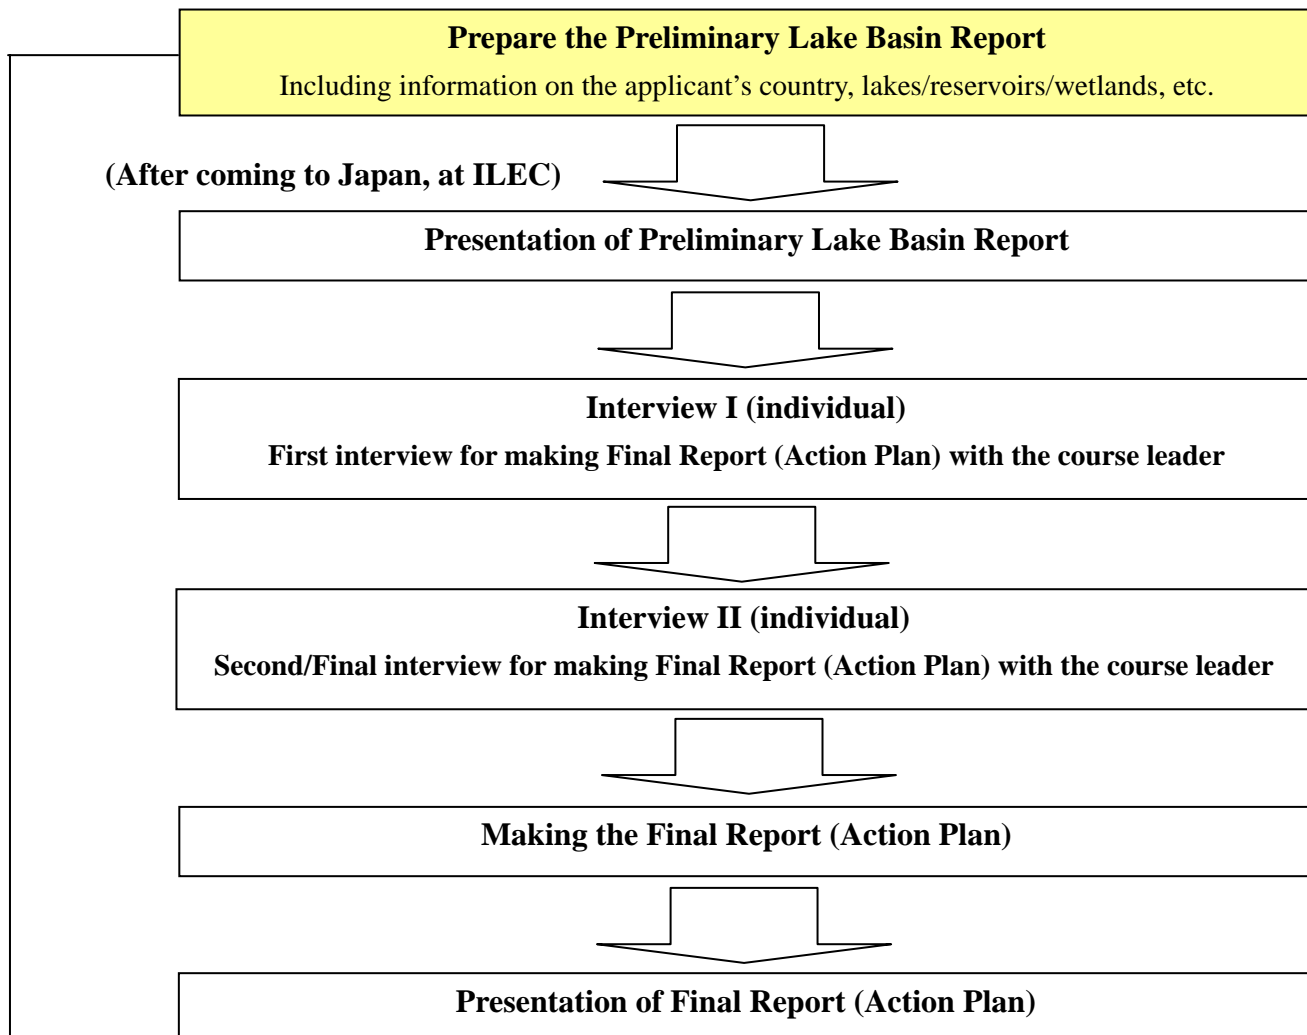 Prepare the Preliminary Lake Basin Report
Including information on the applicant’s country, lakes/reservoirs/wetlands, etc.
(After coming to Japan, at ILEC)
Presentation of Preliminary Lake Basin Report
Interview I (individual)
First interview for making Final Report (Action Plan) with the course leader
Interview II (individual)
Second/Final interview for making Final Report (Action Plan) with the course leader
Making the Final Report (Action Plan)
Presentation of Final Report (Action Plan)